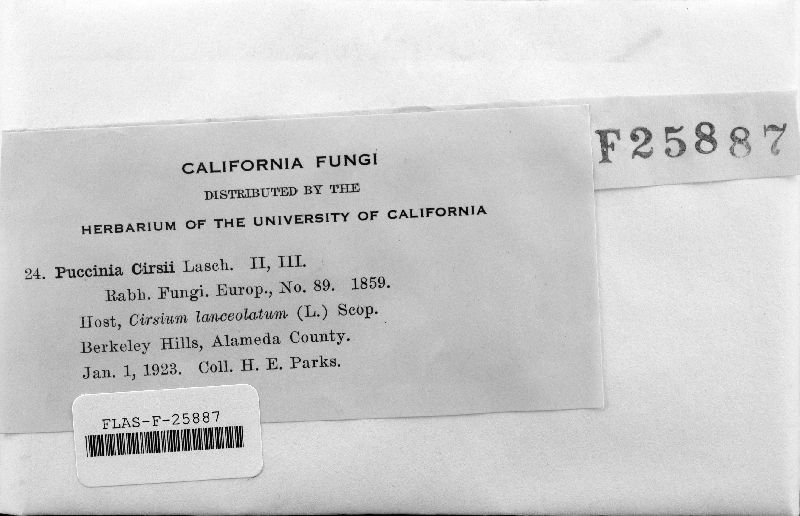 F25887
CALIFORNIA FUNGI
DISTRIBUTED BY THE
HERBARIUM OF THE UNIVERSITY OF CALIFORNIA
24. Puccinia Cirsii Lasch. II, III.
Rabh. Fungi. Europ., No. 89. 1859.
Host, Cirsium lanceolatum (L.) Scop.
Berkeley Hills, Alameda County.
Jan. 1, 1923. Coll. H. E. Parks.
FLAS-F-25887